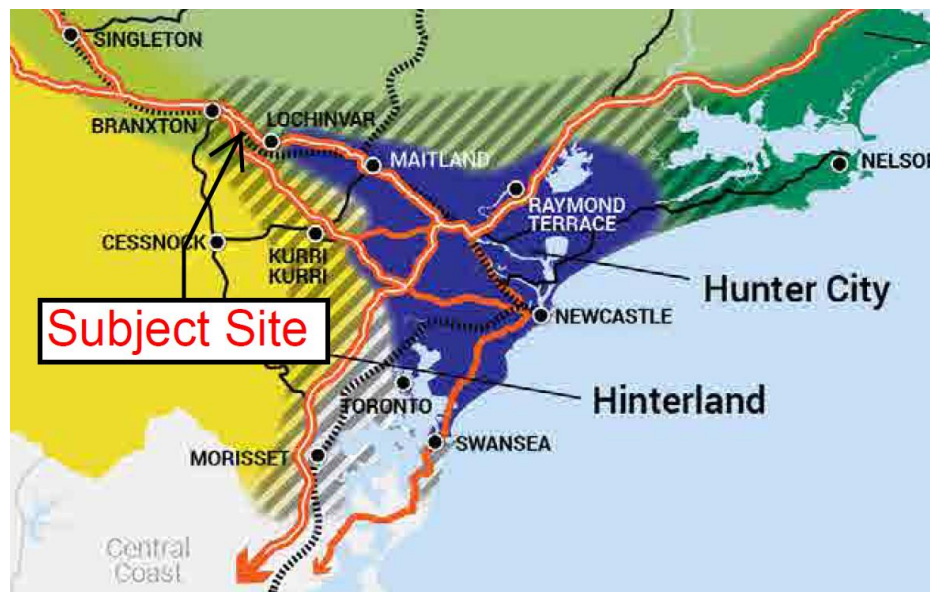 SINGLETON
BRANXTON
LOCHINVAR
MAITLAND
NELSO
RAYMOND
TERRACE
CESSNOCK
KURRI
KURRI
Hunter City
Subject Site
NEWCASTLE
Hinterland
TORONTO
SWANSEA
MORISSET
Central
Coast